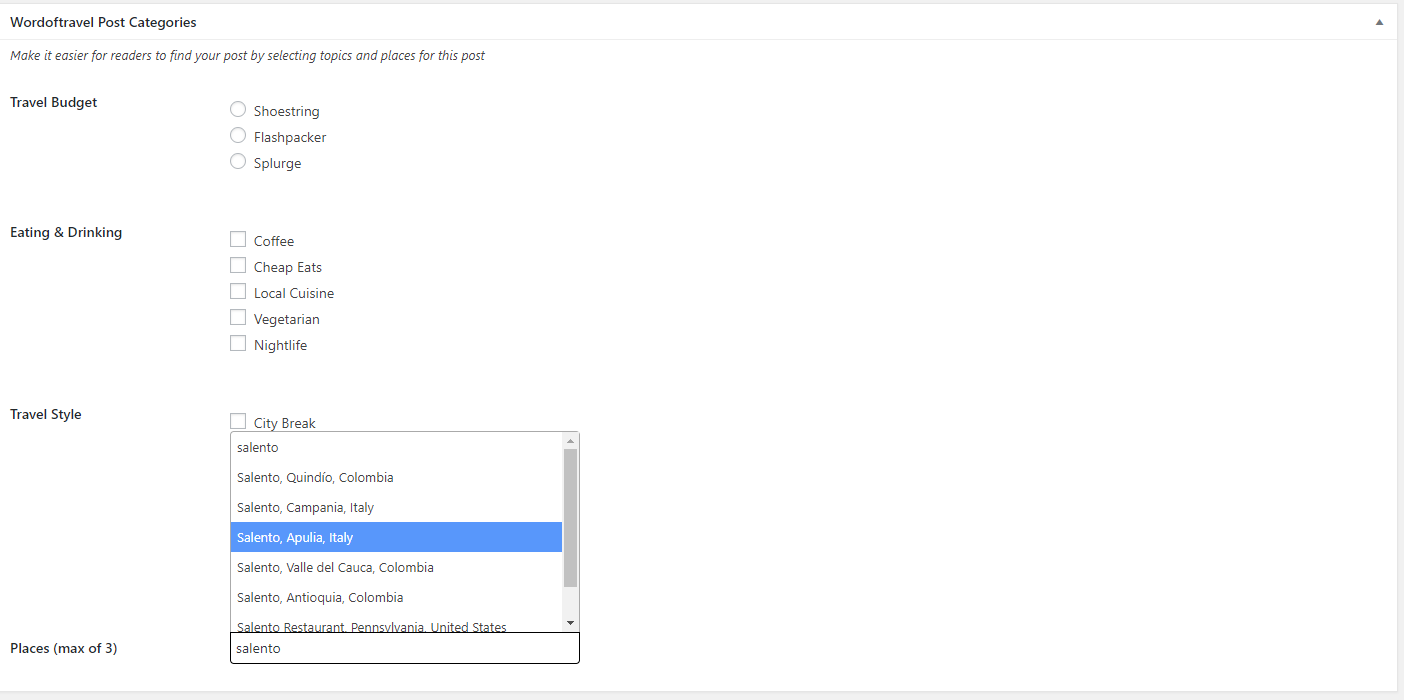 Wordoftravel Post Categories
Make it easier for readers to find your post by selecting topics and places for this post
Travel Budget
Shoestring
Flashpacker
Splurge
Eating & Drinking
Coffee
Cheap Eats
Local Cuisine
Vegetarian
Nightlife
Travel Style
City Break
salento
Salento, Quindío, Colombia
Salento, Campania, Italy
Salento, Apulia, Italy
Salento, Valle del Cauca, Colombia
Salento, Antioquia, Colombia
Salento Restaurant, Pennsylvania, United States
Places (max of 3)
salento